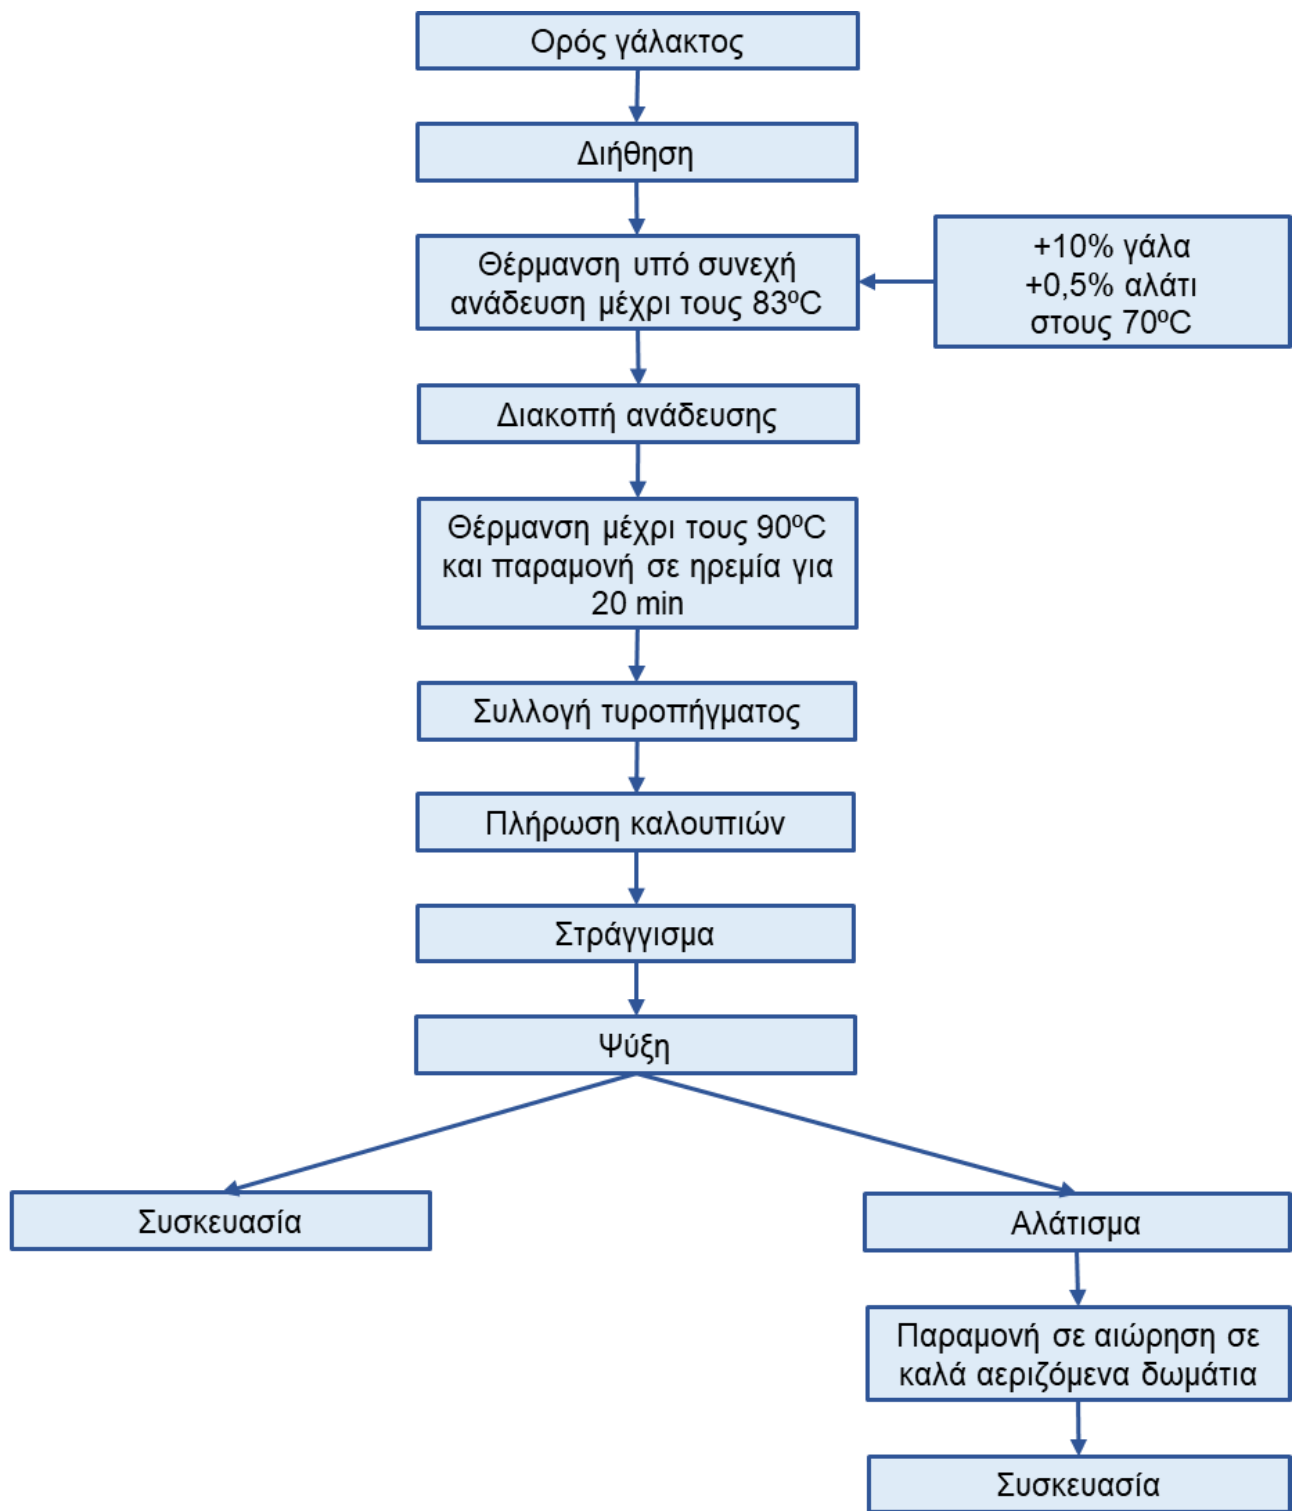 Ορός γάλακτος
Διήθηση
Θέρμανση υπό συνεχή
ανάδευση μέχρι τους 83ºC
+10% γάλα
+0,5% αλάτι
στους 70ºC
Διακοπή ανάδευσης
Θέρμανση μέχρι τους 90ºC
και παραμονή σε ηρεμία για
20 min
Συλλογή τυροπήγματος
Πλήρωση καλουπιών
Στράγγισμα
Ψύξη
Συσκευασία
Αλάτισμα
Παραμονή σε αιώρηση σε
καλά αεριζόμενα δωμάτια
Συσκευασία